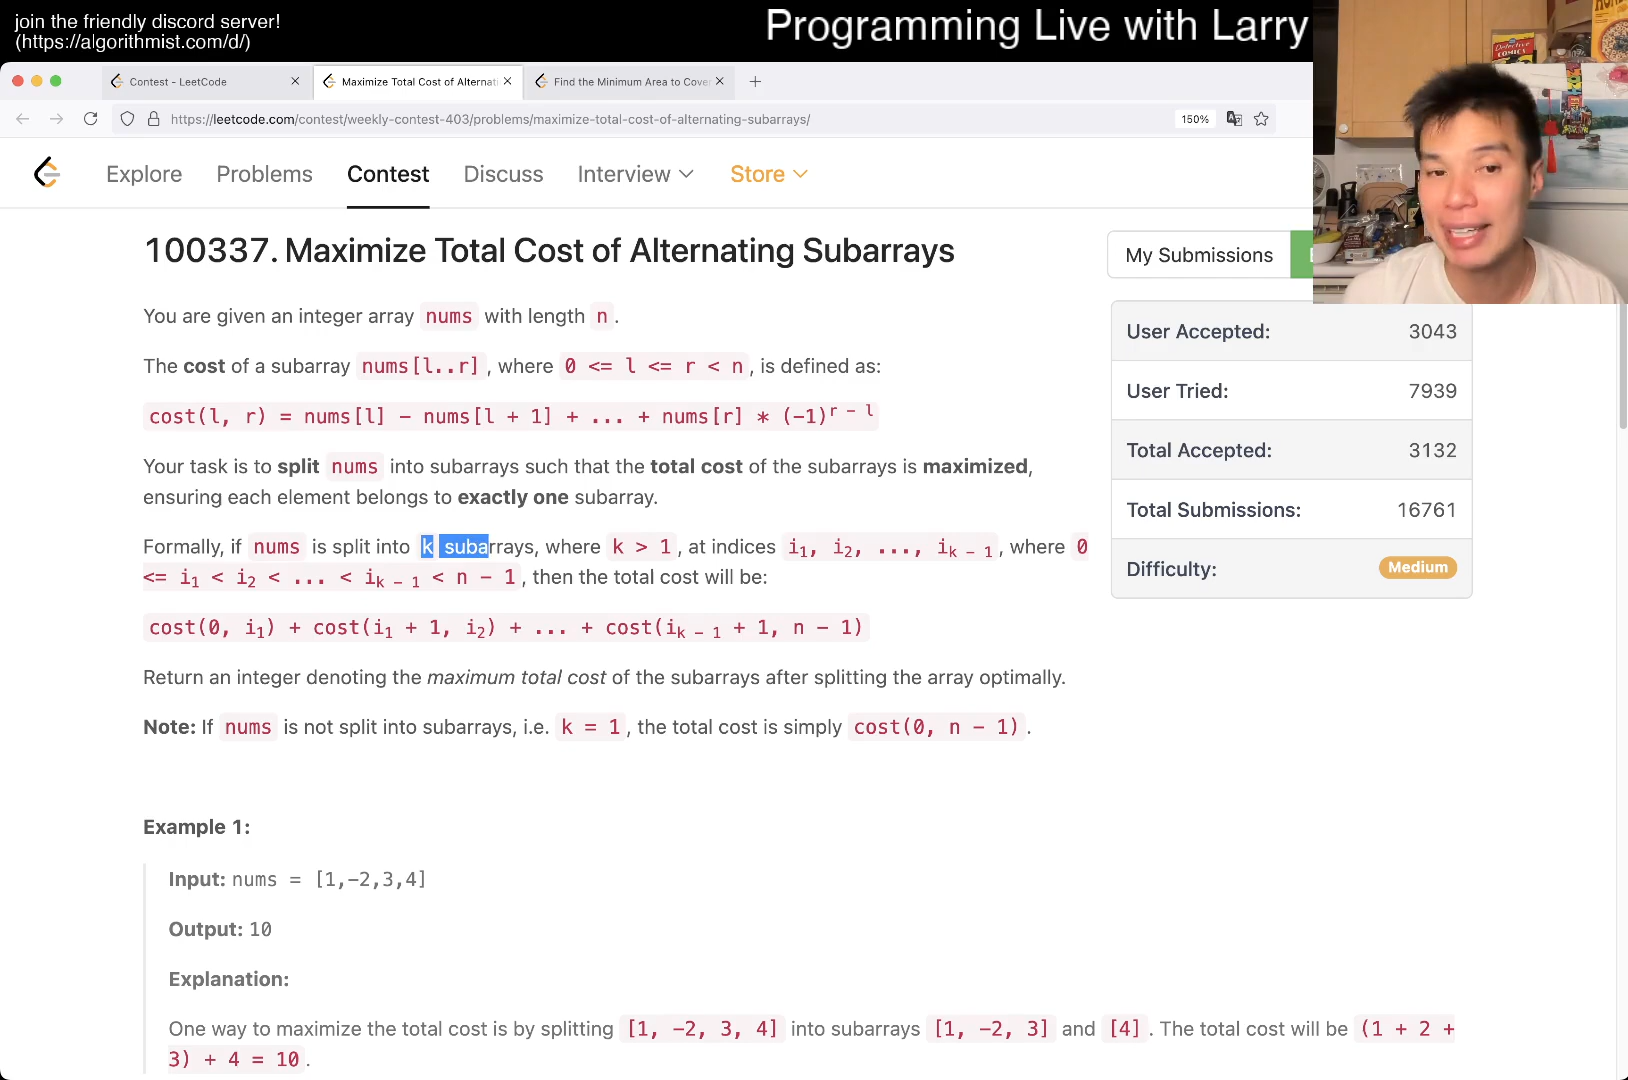 join the friendly discord server!
(https://algorithmist.com/d/)
Programming Live with Larry
Contest - LeetCode
Maximize Total Cost of Alternati
Find the Minimum Area to Cover
https://leetcode.com/contest/weekly-contest-403/problems/maximize-total-cost-of-alternating-subarrays/
150%
Explore Problems Contest Discuss Interview Store
100337. Maximize Total Cost of Alternating Subarrays
My Submissions
You are given an integer array nums with length n.
The cost of a subarray nums[l..r], where 0 <= l <= r < n, is defined as:
cost(l, r) = nums[l] - nums[l + 1] + ... + nums[r] * (-1)^{r - l}
Your task is to split nums into subarrays such that the total cost of the subarrays is maximized,
ensuring each element belongs to exactly one subarray.
Formally, if nums is split into k subarrays, where k > 1, at indices i₁, i₂, ..., i_{k - 1}, where 0
<= i₁ < i₂ < ... < i_{k - 1} < n - 1, then the total cost will be:
cost(0, i₁) + cost(i₁ + 1, i₂) + ... + cost(i_{k - 1} + 1, n - 1)
Return an integer denoting the maximum total cost of the subarrays after splitting the array optimally.
Note: If nums is not split into subarrays, i.e. k = 1, the total cost is simply cost(0, n - 1).
User Accepted: 3043
User Tried: 7939
Total Accepted: 3132
Total Submissions: 16761
Difficulty: Medium
Example 1:
Input: nums = [1,-2,3,4]
Output: 10
Explanation:
One way to maximize the total cost is by splitting [1, -2, 3, 4] into subarrays [1, -2, 3] and [4]. The total cost will be (1 + 2 +
3) + 4 = 10.